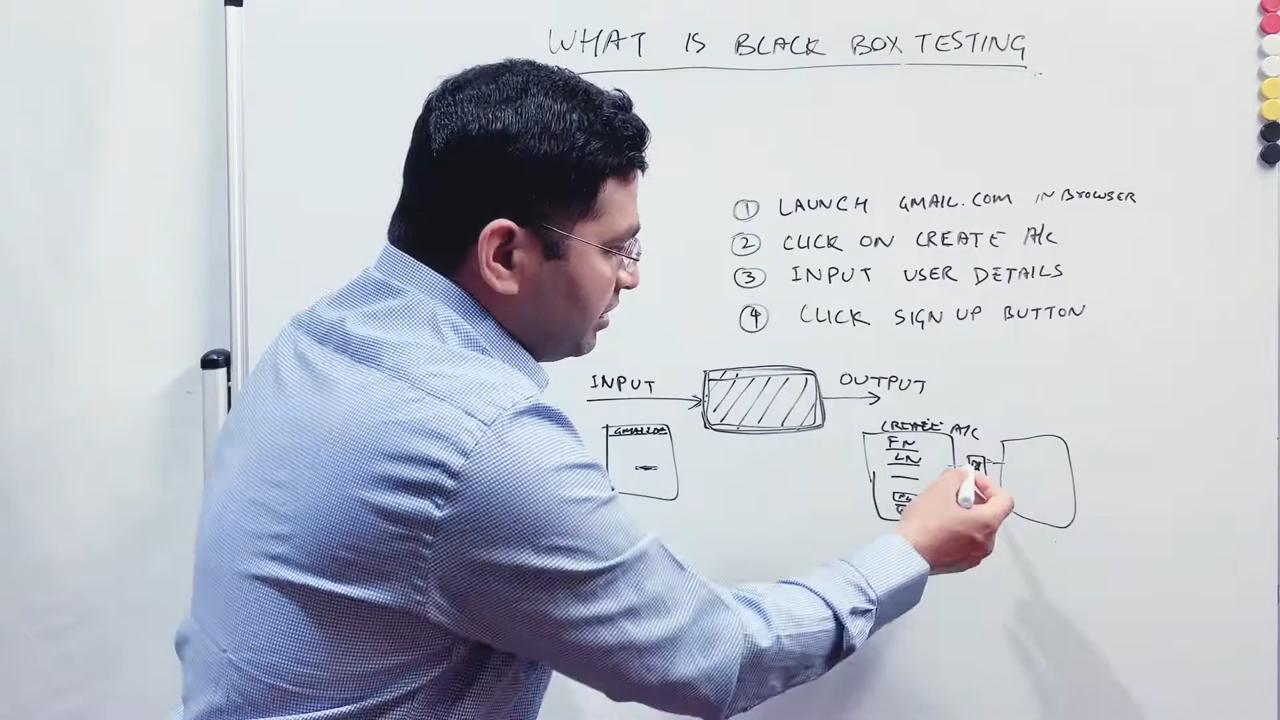 WHAT IS BLACK BOX TESTING
① LAUNCH GMAIL.COM IN BROWSER
② CLICK ON CREATE A/C
③ INPUT USER DETAILS
④ CLICK SIGN UP BUTTON
INPUT
OUTPUT
CREATE A/C
FN
LN